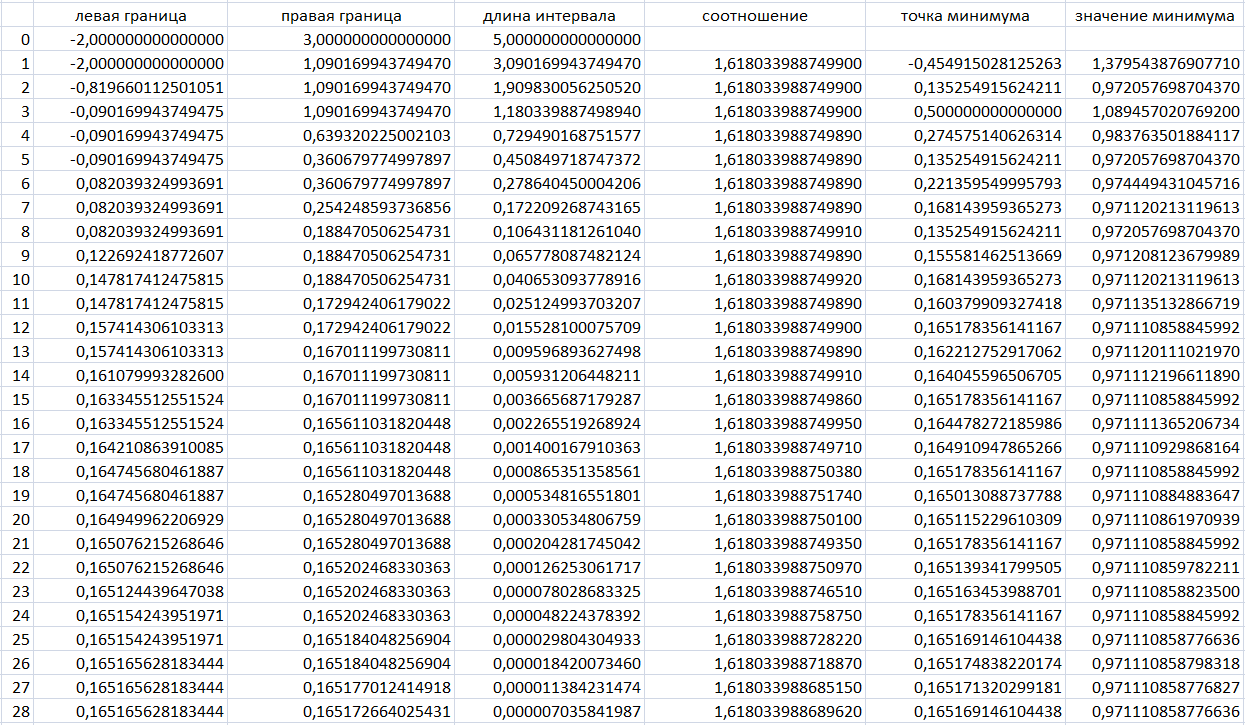 левая граница правая граница длина интервала соотношение точка минимума значение минимума
0 -2,000000000000000 3,000000000000000 5,000000000000000
1 -2,000000000000000 1,090169943749470 3,090169943749470 1,618033988749900 -0,454915028125263 1,379543876907710
2 -0,819660112501051 1,090169943749470 1,909830056250520 1,618033988749900 0,135254915624211 0,972057698704370
3 -0,090169943749475 1,090169943749470 1,180339887498940 1,618033988749900 0,500000000000000 1,089457020769200
4 -0,090169943749475 0,639320225002103 0,729490168751577 1,618033988749890 0,274575140626314 0,983763501884117
5 -0,090169943749475 0,360679774997897 0,450849718747372 1,618033988749890 0,135254915624211 0,972057698704370
6 0,082039324993691 0,360679774997897 0,278640450004206 1,618033988749890 0,221359549995793 0,974449431045716
7 0,082039324993691 0,254248593736856 0,172209268743165 1,618033988749890 0,168143959365273 0,971120213119613
8 0,082039324993691 0,188470506254731 0,106431181261040 1,618033988749910 0,135254915624211 0,972057698704370
9 0,122692418772607 0,188470506254731 0,065778087482124 1,618033988749890 0,155581462513669 0,971208123679989
10 0,147817412475815 0,188470506254731 0,040653093778916 1,618033988749920 0,168143959365273 0,971120213119613
11 0,147817412475815 0,172942406179022 0,025124993703207 1,618033988749890 0,160379909327418 0,971135132866719
12 0,157414306103313 0,172942406179022 0,015528100075709 1,618033988749900 0,165178356141167 0,971110858845992
13 0,157414306103313 0,167011199730811 0,009596893627498 1,618033988749890 0,162212752917062 0,971120111021970
14 0,161079993282600 0,167011199730811 0,005931206448211 1,618033988749910 0,164045596506705 0,971112196611890
15 0,163345512551524 0,167011199730811 0,003665687179287 1,618033988749860 0,165178356141167 0,971110858845992
16 0,163345512551524 0,165611031820448 0,002265519268924 1,618033988749950 0,164478272185986 0,971111365206734
17 0,164210863910085 0,165611031820448 0,001400167910363 1,618033988749710 0,164910947865266 0,971110929868164
18 0,164745680461887 0,165611031820448 0,000865351358561 1,618033988750380 0,165178356141167 0,971110858845992
19 0,164745680461887 0,165280497013688 0,000534816551801 1,618033988751740 0,165013088737788 0,971110884883647
20 0,164949962206929 0,165280497013688 0,000330534806759 1,618033988750100 0,165115229610309 0,971110861970939
21 0,165076215268646 0,165280497013688 0,000204281745042 1,618033988749350 0,165178356141167 0,971110858845992
22 0,165076215268646 0,165202468330363 0,000126253061717 1,618033988750970 0,165139341799505 0,971110859782211
23 0,165124439647038 0,165202468330363 0,000078028683325 1,618033988746510 0,165163453988701 0,971110858823500
24 0,165154243951971 0,165202468330363 0,000048224378392 1,618033988758750 0,165178356141167 0,971110858845992
25 0,165154243951971 0,165184048256904 0,000029804304933 1,618033988728220 0,165169146104438 0,971110858776636
26 0,165165628183444 0,165184048256904 0,000018420073460 1,618033988718870 0,165174838220174 0,971110858798318
27 0,165165628183444 0,165177012414918 0,000011384231474 1,618033988685150 0,165171320299181 0,971110858776827
28 0,165165628183444 0,165172664025431 0,000007035841987 1,618033988689620 0,165169146104438 0,971110858776636